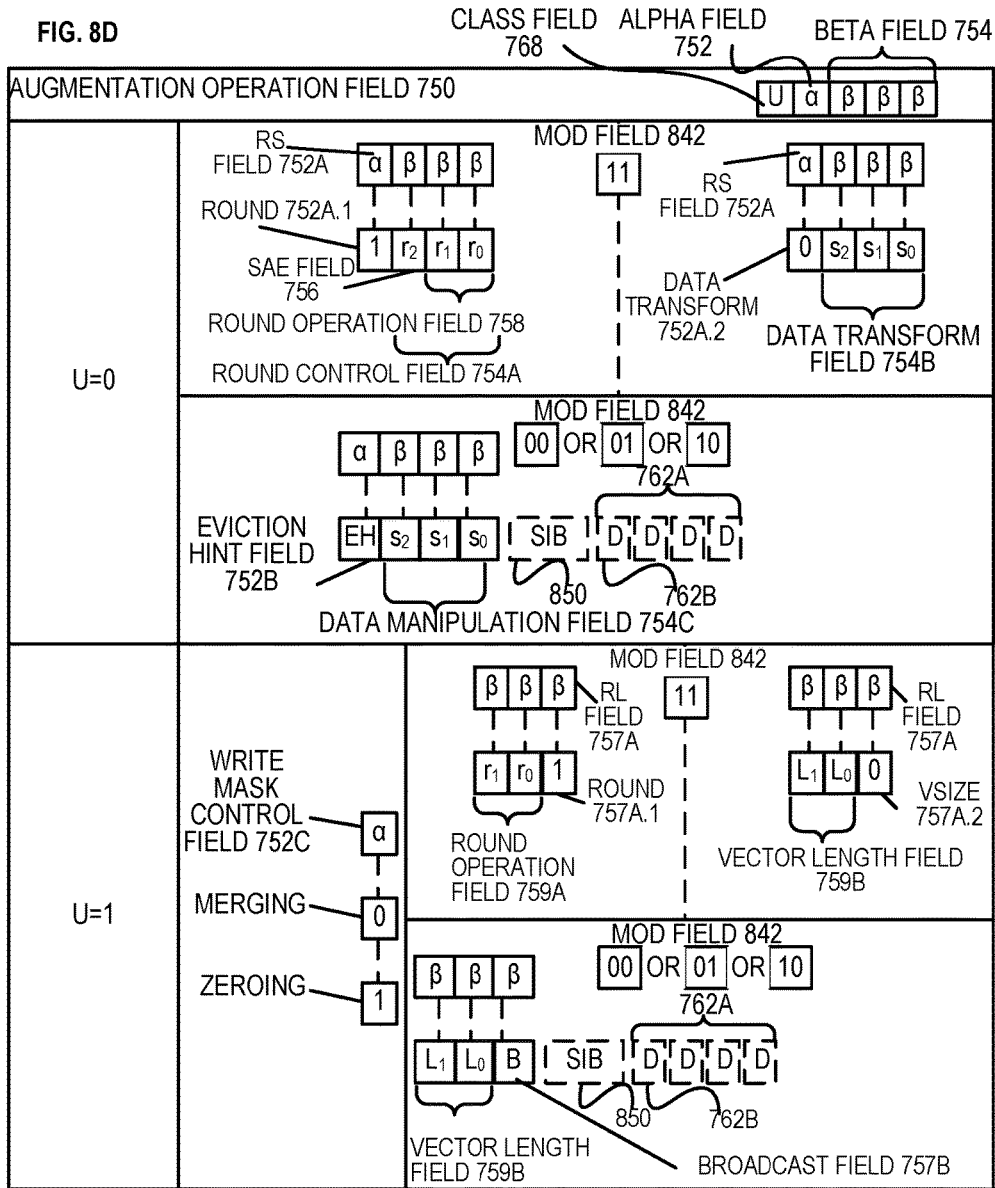 FIG. 8D
CLASS FIELD
768
ALPHA FIELD
752
BETA FIELD 754
AUGMENTATION OPERATION FIELD 750
U α β β β
U=0
RS
FIELD 752A
α β β β
ROUND 752A.1
1 r₂ r₁ r₀
SAE FIELD
756
ROUND OPERATION FIELD 758
ROUND CONTROL FIELD 754A
MOD FIELD 842
11
RS
FIELD 752A
α β β β
0 s₂ s₁ s₀
DATA
TRANSFORM
752A.2
DATA TRANSFORM
FIELD 754B
MOD FIELD 842
00 OR 01 OR 10
α β β β
762A
EVICTION
HINT FIELD
752B
EH s₂ s₁ s₀
SIB
D D D D
850
762B
DATA MANIPULATION FIELD 754C
U=1
WRITE
MASK
CONTROL
FIELD 752C
α
MERGING
0
ZEROING
1
MOD FIELD 842
11
β β β
RL
FIELD
757A
r₁ r₀ 1
ROUND
757A.1
ROUND
OPERATION
FIELD 759A
β β β
RL
FIELD
757A
L₁ L₀ 0
VSIZE
757A.2
VECTOR LENGTH FIELD
759B
MOD FIELD 842
00 OR 01 OR 10
β β β
762A
L₁ L₀ B
SIB
D D D D
850
762B
VECTOR LENGTH
FIELD 759B
BROADCAST FIELD 757B